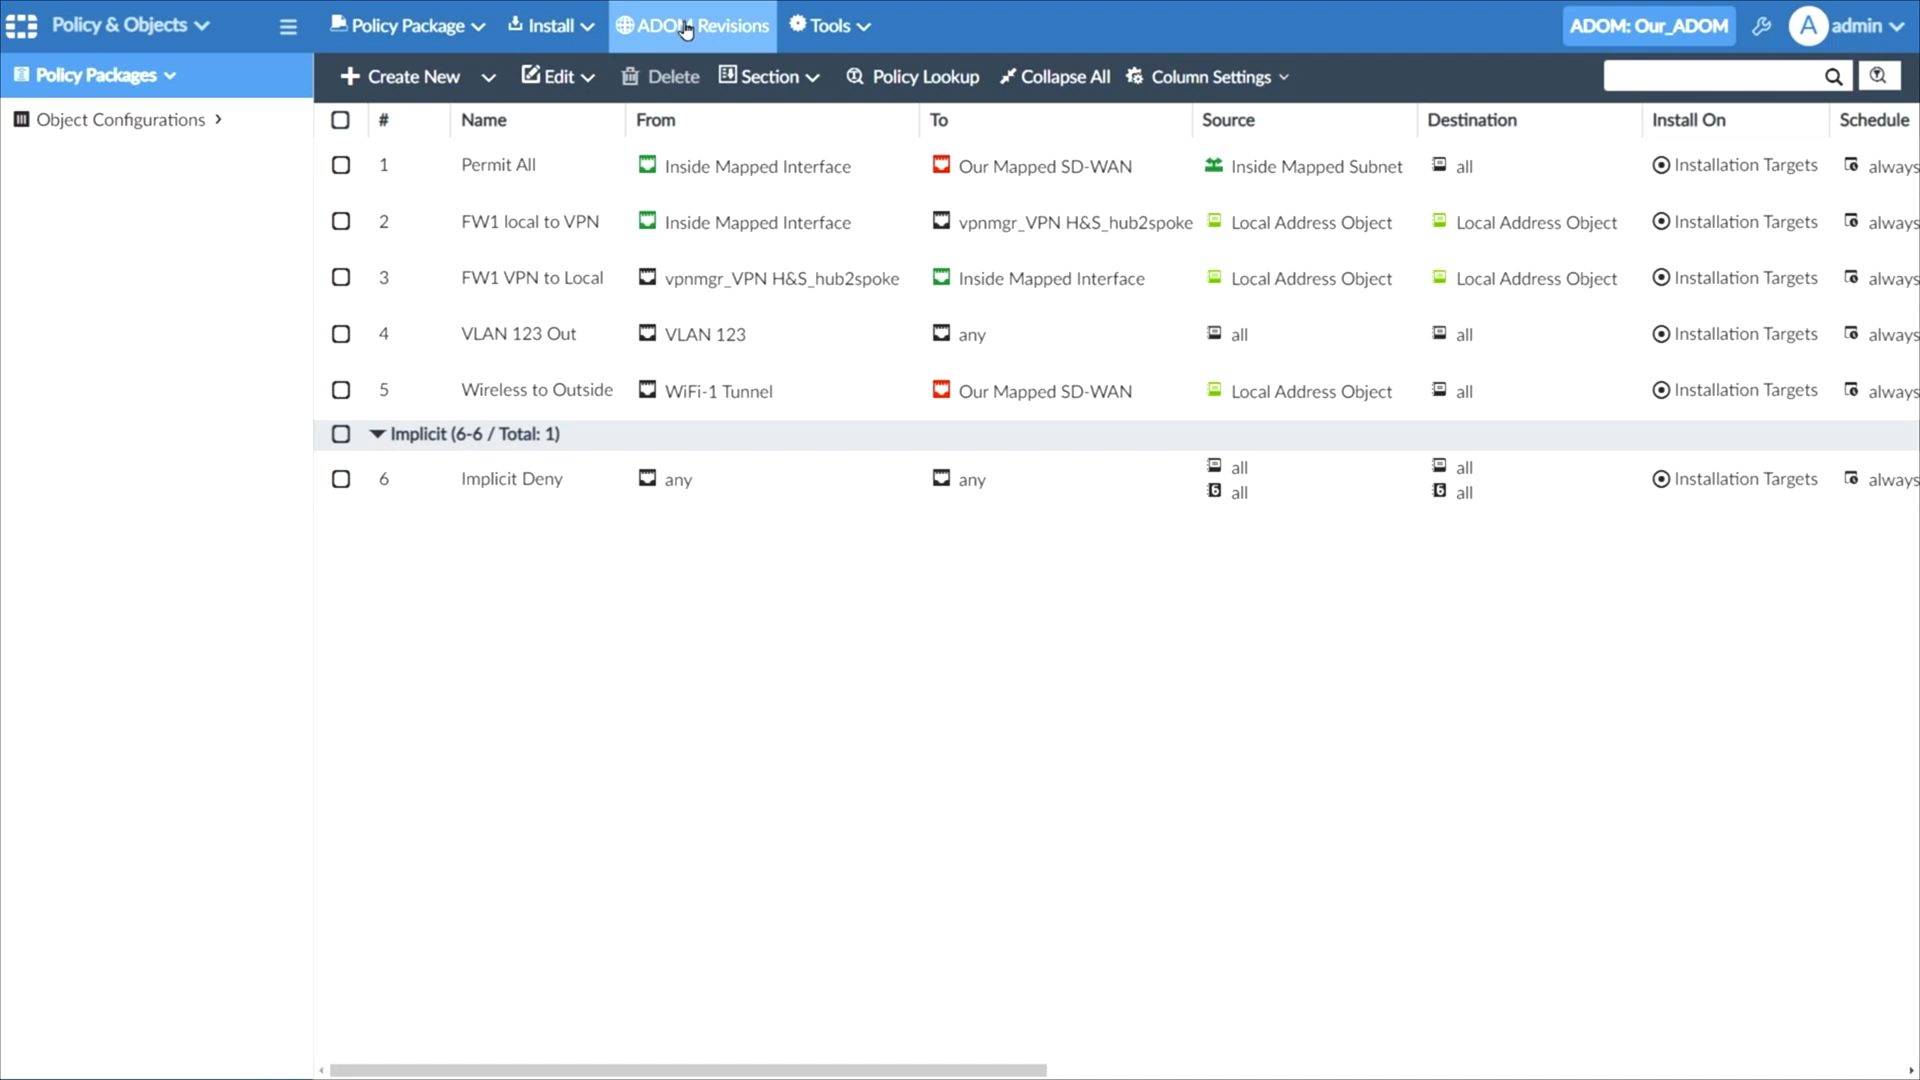 Policy & Objects Policy Package Install ADOM Revisions Tools ADOM: Our_ADOM A admin
Policy Packages Create New Edit Delete Section Policy Lookup Collapse All Column Settings
Object Configurations # Name From To Source Destination Install On Schedule
1 Permit All Inside Mapped Interface Our Mapped SD-WAN Inside Mapped Subnet all Installation Targets always
2 FW1 local to VPN Inside Mapped Interface vpnmgr_VPN H&S_hub2spoke Local Address Object Local Address Object Installation Targets always
3 FW1 VPN to Local vpnmgr_VPN H&S_hub2spoke Inside Mapped Interface Local Address Object Local Address Object Installation Targets always
4 VLAN 123 Out VLAN 123 any all all Installation Targets always
5 Wireless to Outside WiFi-1 Tunnel Our Mapped SD-WAN Local Address Object all Installation Targets always
Implicit (6-6 / Total: 1)
6 Implicit Deny any any all all Installation Targets always
6 all 6 all